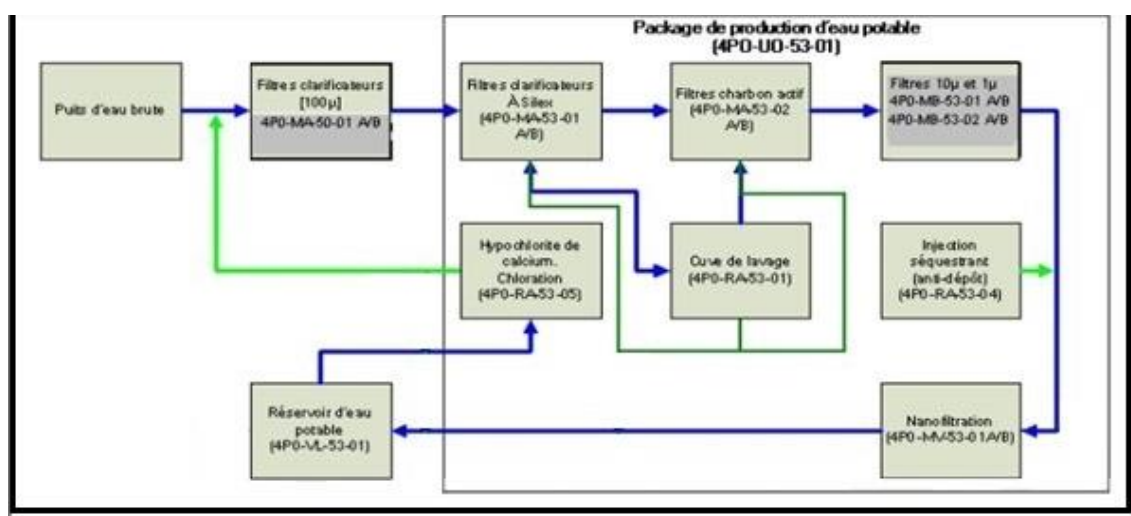 Package de production d'eau potable
(4P0-UO-53-01)
Puits d'eau brute
Filtres clarificateurs
[100µ]
4P0-MA-50-01 A/B
Filtres clarificateurs
À Silex
(4P0-MA-53-01
A/B)
Filtres charbon actif
(4P0-MA-53-02
A/B)
Filtres 10µ et 1µ
4P0-MB-53-01 A/B
4P0-MB-53-02 A/B
Hypochlorite de
calcium.
Chloration
(4P0-RA-53-05)
Cuve de lavage
(4P0-RA-53-01)
Injection
séquestrant
(anti-dépôt)
(4P0-RA-53-04)
Réservoir d'eau
potable
(4P0-VL-53-01)
Nanofiltration
(4P0-MV-53-01A/B)